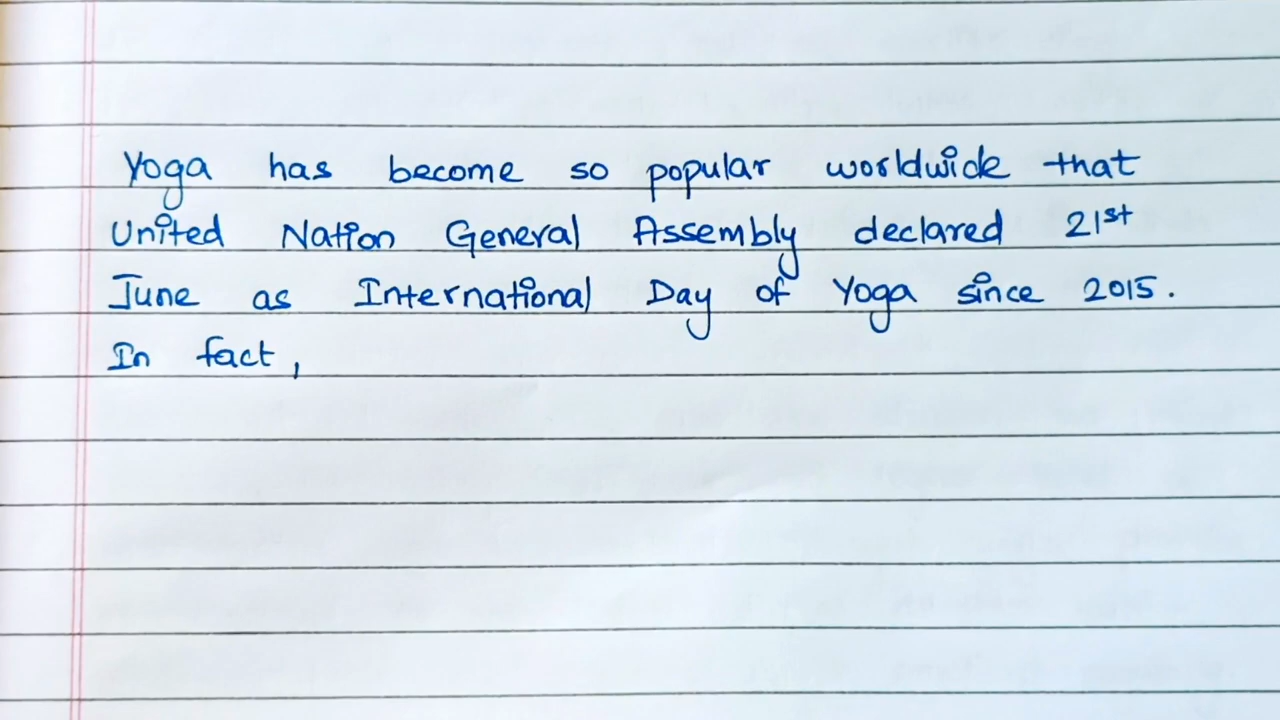 Yoga has become so popular worldwide that
United Nation General Assembly declared 21st
June as International Day of Yoga since 2015.
In fact,